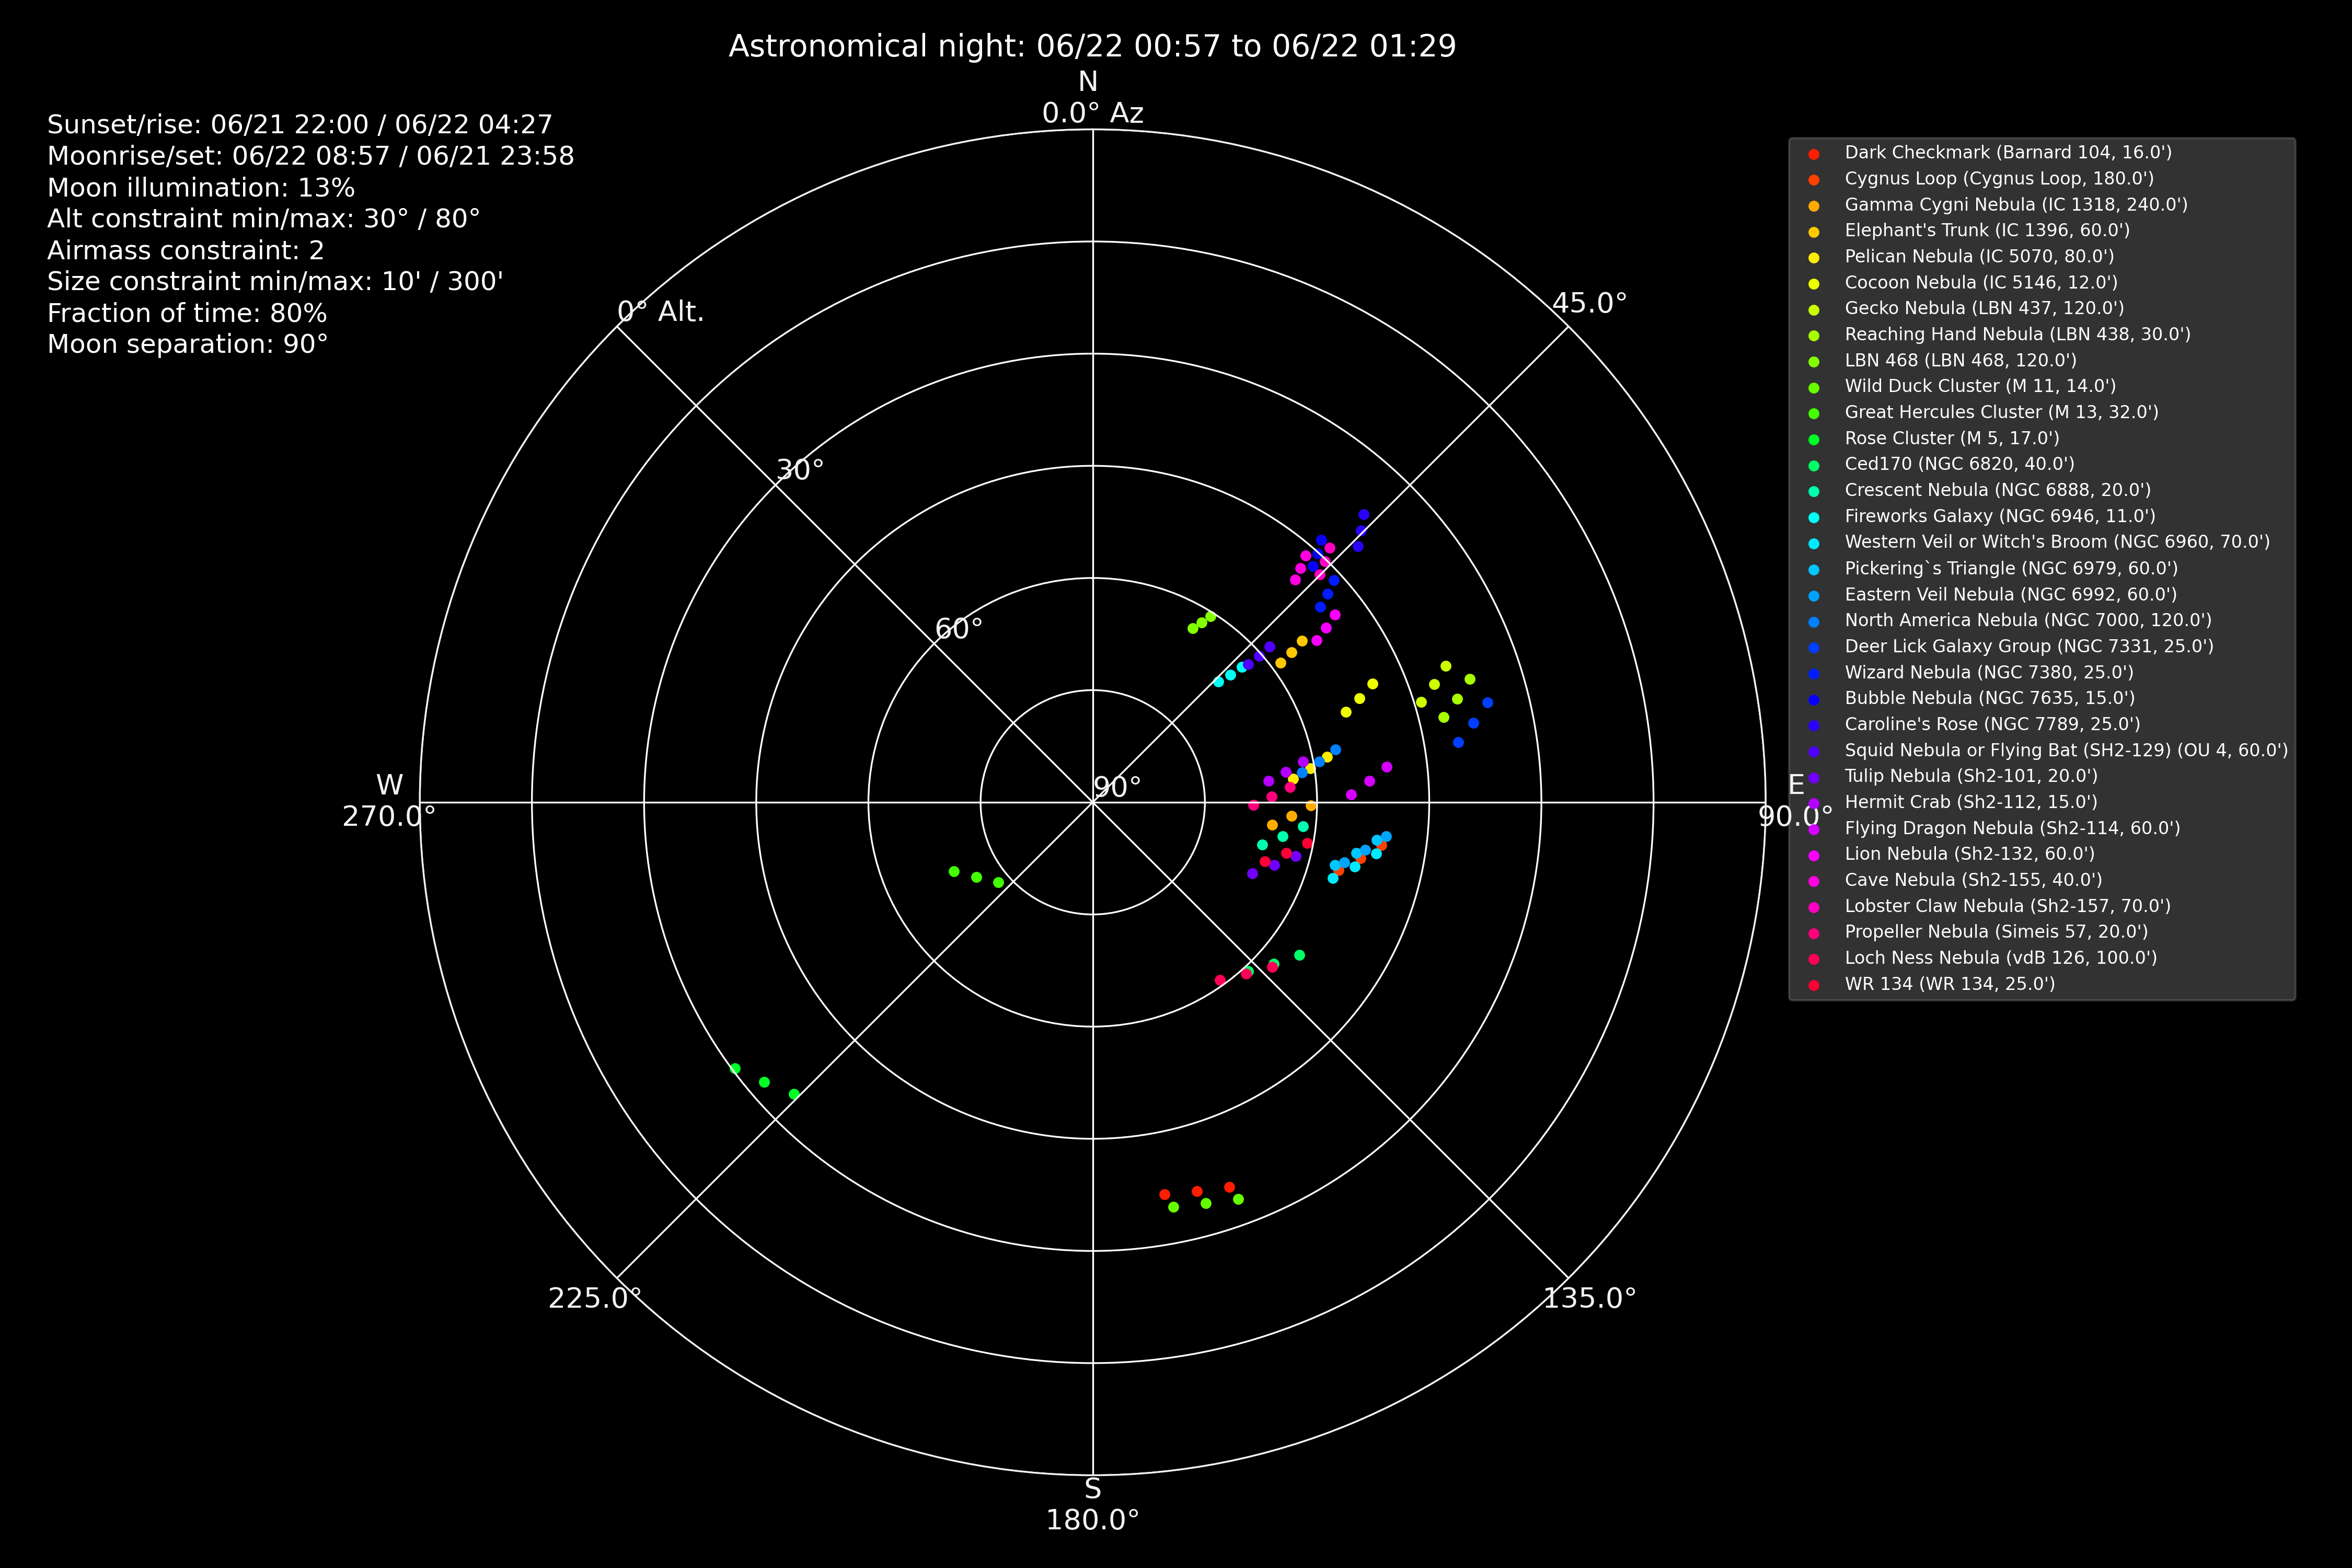 Astronomical night: 06/22 00:57 to 06/22 01:29
N
0.0° Az
Sunset/rise: 06/21 22:00 / 06/22 04:27
Moonrise/set: 06/22 08:57 / 06/21 23:58
Moon illumination: 13%
Alt constraint min/max: 30° / 80°
Airmass constraint: 2
Size constraint min/max: 10' / 300'
Fraction of time: 80%
Moon separation: 90°
0° Alt.
45.0°
30°
60°
90°
W
270.0°
E
90.0°
225.0°
135.0°
S
180.0°
Dark Checkmark (Barnard 104, 16.0')
Cygnus Loop (Cygnus Loop, 180.0')
Gamma Cygni Nebula (IC 1318, 240.0')
Elephant's Trunk (IC 1396, 60.0')
Pelican Nebula (IC 5070, 80.0')
Cocoon Nebula (IC 5146, 12.0')
Gecko Nebula (LBN 437, 120.0')
Reaching Hand Nebula (LBN 438, 30.0')
LBN 468 (LBN 468, 120.0')
Wild Duck Cluster (M 11, 14.0')
Great Hercules Cluster (M 13, 32.0')
Rose Cluster (M 5, 17.0')
Ced170 (NGC 6820, 40.0')
Crescent Nebula (NGC 6888, 20.0')
Fireworks Galaxy (NGC 6946, 11.0')
Western Veil or Witch's Broom (NGC 6960, 70.0')
Pickering`s Triangle (NGC 6979, 60.0')
Eastern Veil Nebula (NGC 6992, 60.0')
North America Nebula (NGC 7000, 120.0')
Deer Lick Galaxy Group (NGC 7331, 25.0')
Wizard Nebula (NGC 7380, 25.0')
Bubble Nebula (NGC 7635, 15.0')
Caroline's Rose (NGC 7789, 25.0')
Squid Nebula or Flying Bat (SH2-129) (OU 4, 60.0')
Tulip Nebula (Sh2-101, 20.0')
Hermit Crab (Sh2-112, 15.0')
Flying Dragon Nebula (Sh2-114, 60.0')
Lion Nebula (Sh2-132, 60.0')
Cave Nebula (Sh2-155, 40.0')
Lobster Claw Nebula (Sh2-157, 70.0')
Propeller Nebula (Simeis 57, 20.0')
Loch Ness Nebula (vdB 126, 100.0')
WR 134 (WR 134, 25.0')